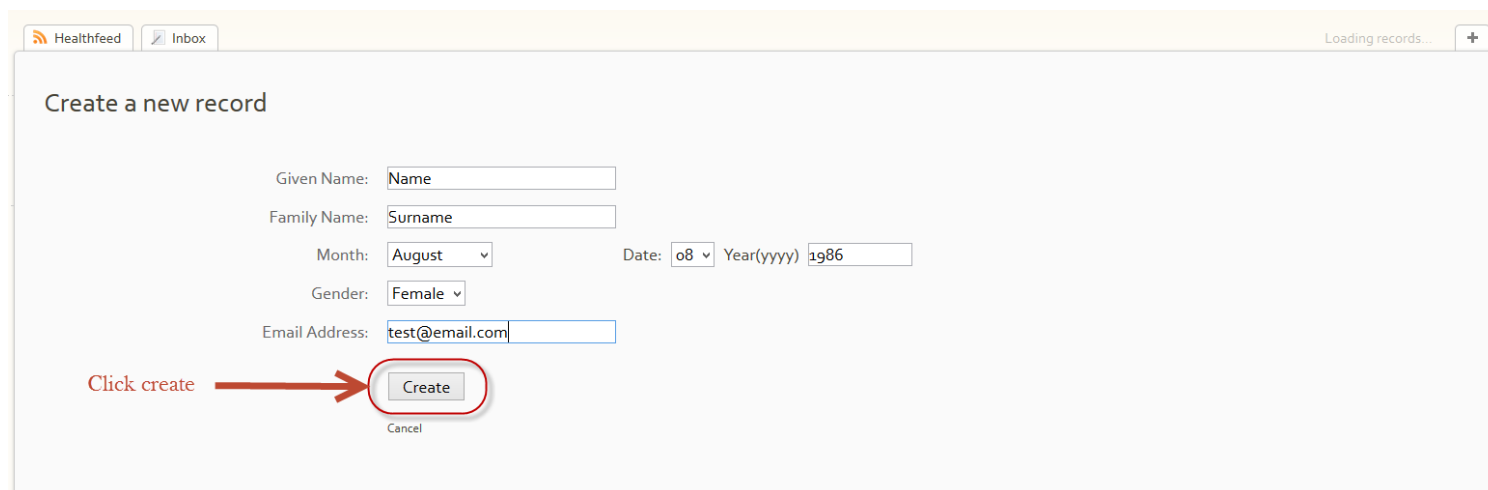 Healthfeed Inbox Loading records... +
Create a new record
Given Name: Name
Family Name: Surname
Month: August Date: 08 Year(yyyy) 1986
Gender: Female
Email Address: test@email.com
Click create Create
Cancel